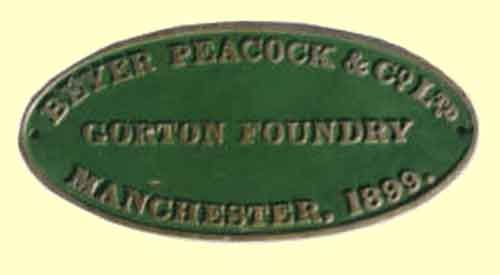 BEYER PEACOCK & CO. LTD.
GORTON FOUNDRY
MANCHESTER. 1899.